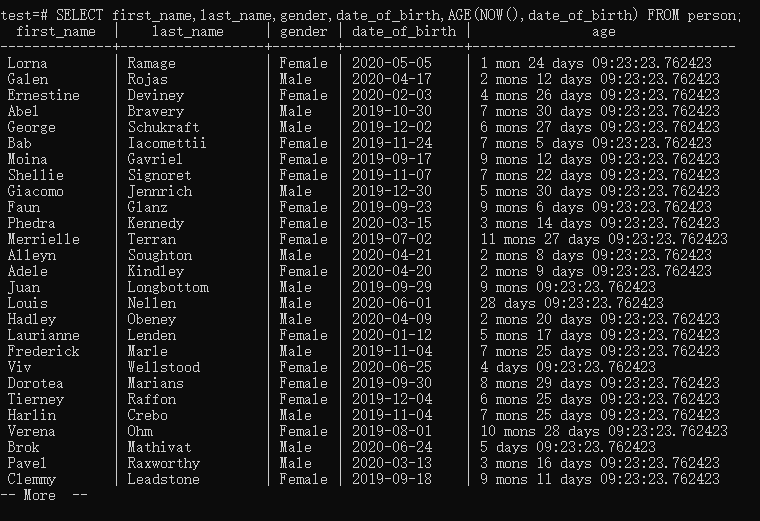 test=# SELECT first_name,last_name,gender,date_of_birth,AGE(NOW(),date_of_birth) FROM person;
first_name | last_name | gender | date_of_birth | age
-------------+------------------+--------+---------------+---------------------------------
Lorna | Ramage | Female | 2020-05-05 | 1 mon 24 days 09:23:23.762423
Galen | Rojas | Male | 2020-04-17 | 2 mons 12 days 09:23:23.762423
Ernestine | Deviney | Female | 2020-02-03 | 4 mons 26 days 09:23:23.762423
Abel | Bravery | Male | 2019-10-30 | 7 mons 30 days 09:23:23.762423
George | Schukraft | Male | 2019-12-02 | 6 mons 27 days 09:23:23.762423
Bab | Iacomettii | Female | 2019-11-24 | 7 mons 5 days 09:23:23.762423
Moina | Gavriel | Female | 2019-09-17 | 9 mons 12 days 09:23:23.762423
Shellie | Signoret | Female | 2019-11-07 | 7 mons 22 days 09:23:23.762423
Giacomo | Jennrich | Male | 2019-12-30 | 5 mons 30 days 09:23:23.762423
Faun | Glanz | Female | 2019-09-23 | 9 mons 6 days 09:23:23.762423
Phedra | Kennedy | Female | 2020-03-15 | 3 mons 14 days 09:23:23.762423
Merrielle | Terran | Female | 2019-07-02 | 11 mons 27 days 09:23:23.762423
Alleyn | Soughton | Male | 2020-04-21 | 2 mons 8 days 09:23:23.762423
Adele | Kindley | Female | 2020-04-20 | 2 mons 9 days 09:23:23.762423
Juan | Longbottom | Male | 2019-09-29 | 9 mons 09:23:23.762423
Louis | Nellen | Male | 2020-06-01 | 28 days 09:23:23.762423
Hadley | Obeney | Male | 2020-04-09 | 2 mons 20 days 09:23:23.762423
Laurianne | Lenden | Female | 2020-01-12 | 5 mons 17 days 09:23:23.762423
Frederick | Marle | Male | 2019-11-04 | 7 mons 25 days 09:23:23.762423
Viv | Wellstood | Female | 2020-06-25 | 4 days 09:23:23.762423
Dorotea | Marians | Female | 2019-09-30 | 8 mons 29 days 09:23:23.762423
Tierney | Raffon | Female | 2019-12-04 | 6 mons 25 days 09:23:23.762423
Harlin | Crebo | Male | 2019-11-04 | 7 mons 25 days 09:23:23.762423
Verena | Ohm | Female | 2019-08-01 | 10 mons 28 days 09:23:23.762423
Brok | Mathivat | Male | 2020-06-24 | 5 days 09:23:23.762423
Pavel | Raxworthy | Male | 2020-03-13 | 3 mons 16 days 09:23:23.762423
Clemmy | Leadstone | Female | 2019-09-18 | 9 mons 11 days 09:23:23.762423
-- More --